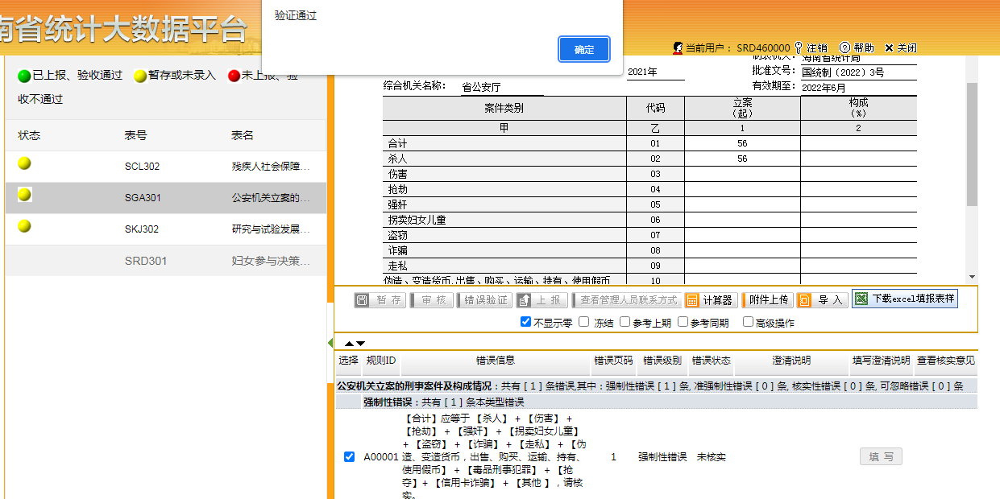 南省统计大数据平台
验证通过
确定
当前用户： SRD460000 注销 帮助 关闭
已上报、验收通过 暂存或未录入 未上报、验
收不通过
状态 表号 表名
SCL302 残疾人社会保障…
SGA301 公安机关立案的…
SKJ302 研究与试验发展…
SRD301 妇女参与决策…
制表机关： 海南省统计局
2021年 批准文号： 国统制（2022）3号
综合机关名称： 省公安厅 有效期至： 2022年6月
案件类别 代码 立案
（起） 构成
（%）
甲 乙 1 2
合计 01 56
杀人 02 56
伤害 03
抢劫 04
强奸 05
拐卖妇女儿童 06
盗窃 07
诈骗 08
走私 09
伪造、变造货币,出售、购买、运输、持有、使用假币 10
暂 存 审 核 错误验证 上 报 查看管理人员联系方式 计算器 附件上传 导 入 下载excel填报表样
不显示零 冻结 参考上期 参考同期 高级操作
选择 规则ID 错误信息 错误页码 错误级别 错误状态 澄清说明 填写澄清说明 查看核实意见
公安机关立案的刑事案件及构成情况：共有 [ 1 ] 条错误,其中：强制性错误 [ 1 ] 条, 准强制性错误 [ 0 ] 条, 核实性错误 [ 0 ] 条, 可忽略错误 [ 0 ] 条
强制性错误：共有 [ 1 ] 条本类型错误
【合计】应等于 【杀人】 + 【伤害】 +
【抢劫】 + 【强奸】 + 【拐卖妇女儿童】
+ 【盗窃】 + 【诈骗】 + 【走私】 + 【伪
A00001 造、变造货币，出售、购买、运输、持有、 1 强制性错误 未核实 填 写
使用假币】 + 【毒品刑事犯罪】 + 【抢
夺】+ 【信用卡诈骗】 + 【其他 】，请核
实。